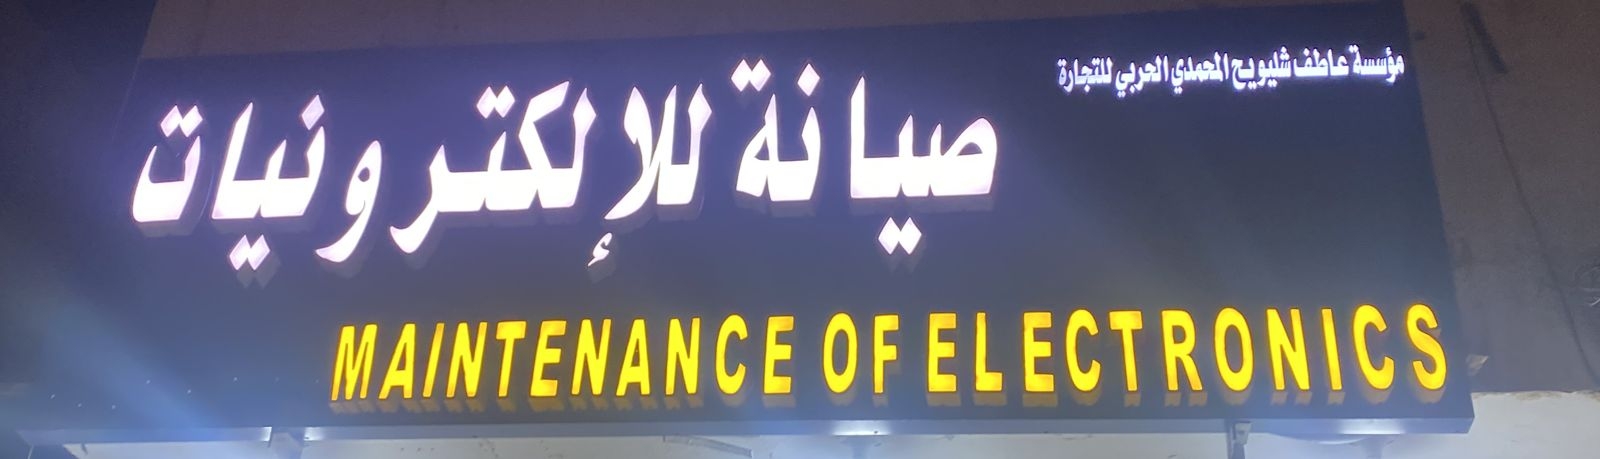 مؤسسة عاطف شليويح المحمدي الحربي للتجارة
صيانة للإلكترونيات
MAINTENANCE OF ELECTRONICS